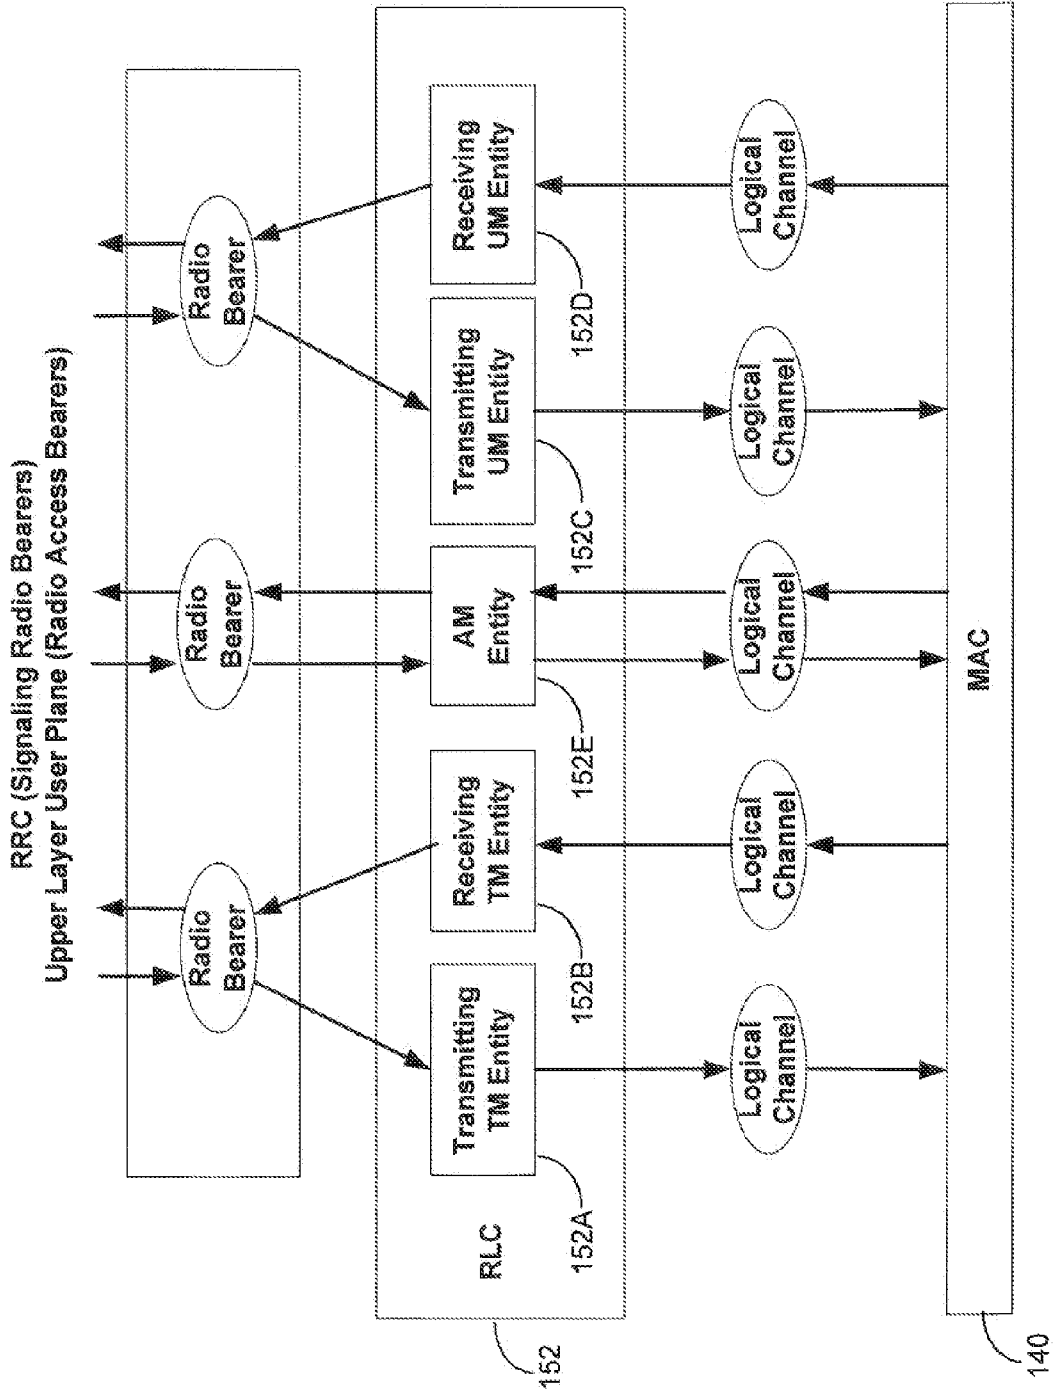 RRC (Signaling Radio Bearers)
Upper Layer User Plane (Radio Access Bearers)
Radio
Bearer
Radio
Bearer
Radio
Bearer
RLC
Transmitting
TM Entity
Receiving
TM Entity
AM
Entity
Transmitting
UM Entity
Receiving
UM Entity
152
152A
152B
152E
152C
152D
Logical
Channel
Logical
Channel
Logical
Channel
Logical
Channel
Logical
Channel
MAC
140